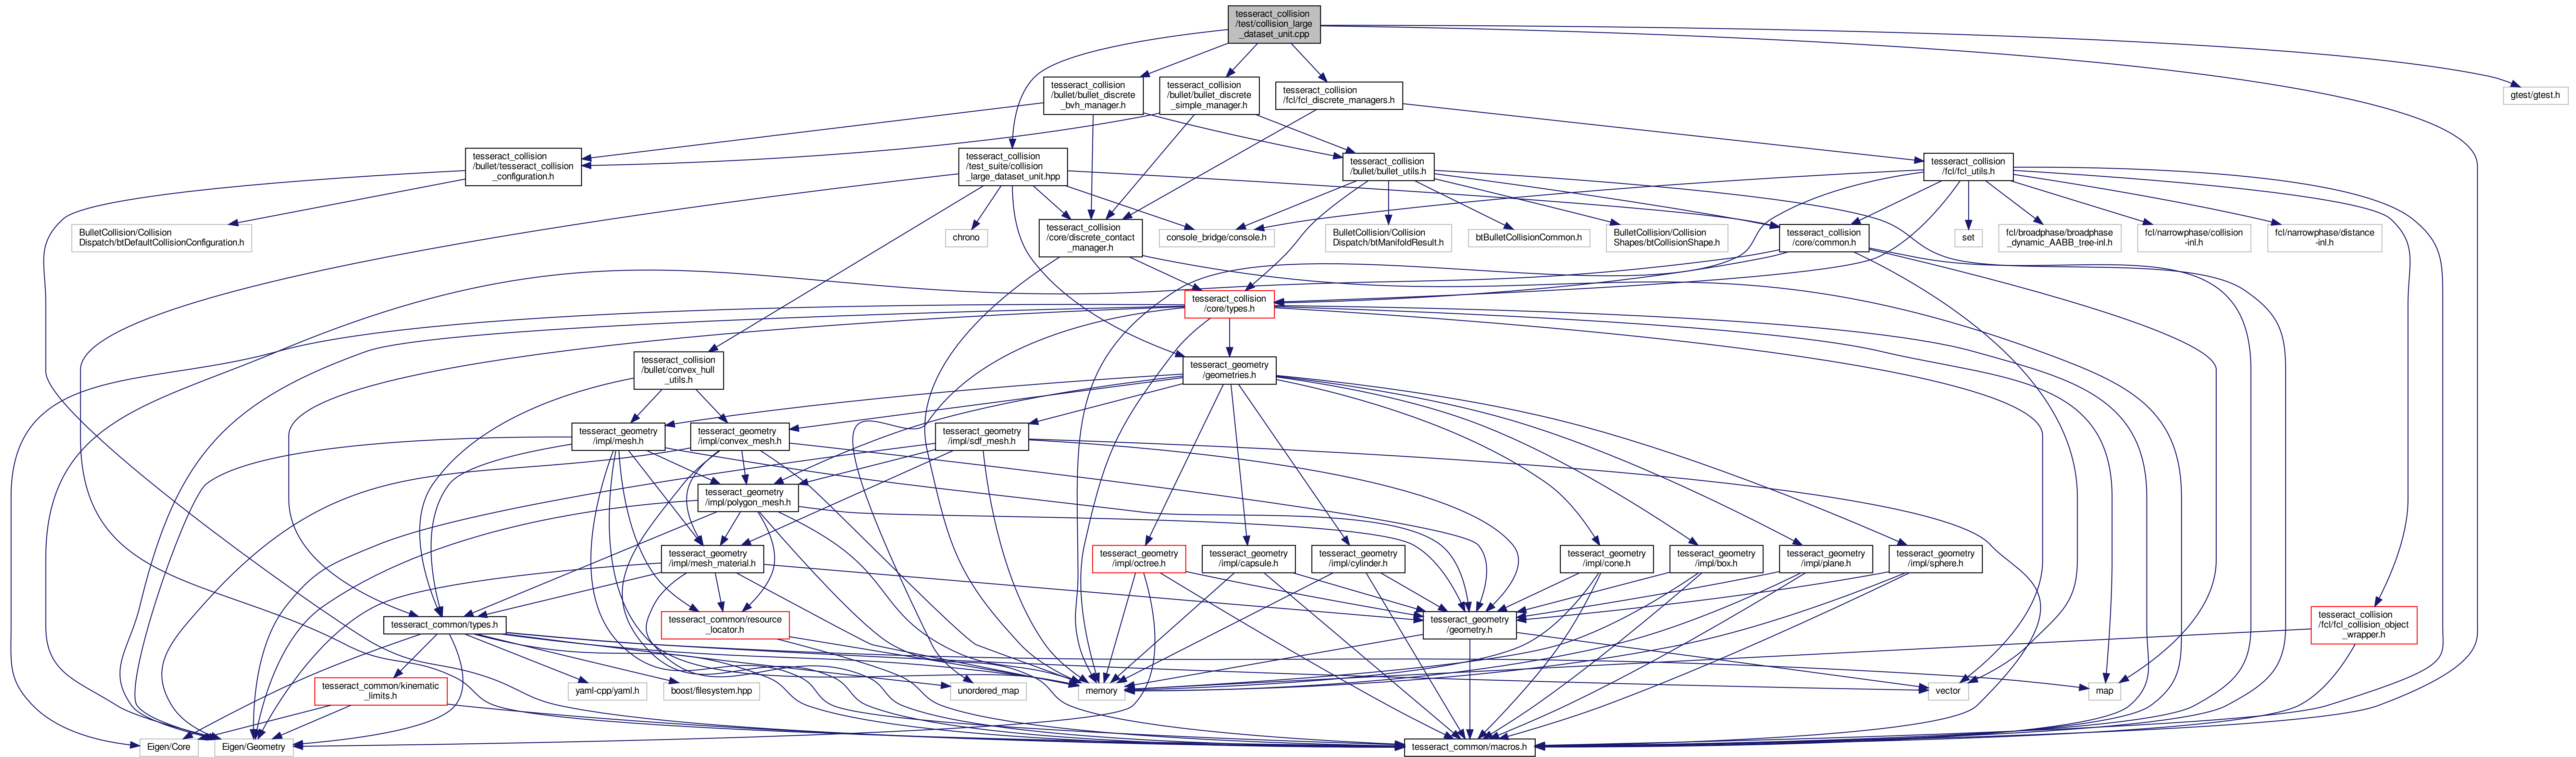 tesseract_collision
/test/collision_large
_dataset_unit.cpp
tesseract_collision
/bullet/bullet_discrete
_bvh_manager.h
tesseract_collision
/bullet/bullet_discrete
_simple_manager.h
tesseract_collision
/fcl/fcl_discrete_managers.h
gtest/gtest.h
tesseract_collision
/bullet/tesseract_collision
_configuration.h
tesseract_collision
/test_suite/collision
_large_dataset_unit.hpp
tesseract_collision
/bullet/bullet_utils.h
tesseract_collision
/fcl/fcl_utils.h
BulletCollision/Collision
Dispatch/btDefaultCollisionConfiguration.h
chrono
tesseract_collision
/core/discrete_contact
_manager.h
console_bridge/console.h
BulletCollision/Collision
Dispatch/btManifoldResult.h
btBulletCollisionCommon.h
BulletCollision/Collision
Shapes/btCollisionShape.h
tesseract_collision
/core/common.h
set
fcl/broadphase/broadphase
_dynamic_AABB_tree-inl.h
fcl/narrowphase/collision
-inl.h
fcl/narrowphase/distance
-inl.h
tesseract_collision
/core/types.h
tesseract_collision
/bullet/convex_hull
_utils.h
tesseract_geometry
/geometries.h
tesseract_geometry
/impl/mesh.h
tesseract_geometry
/impl/convex_mesh.h
tesseract_geometry
/impl/sdf_mesh.h
tesseract_geometry
/impl/polygon_mesh.h
tesseract_geometry
/impl/mesh_material.h
tesseract_geometry
/impl/octree.h
tesseract_geometry
/impl/capsule.h
tesseract_geometry
/impl/cylinder.h
tesseract_geometry
/impl/cone.h
tesseract_geometry
/impl/box.h
tesseract_geometry
/impl/plane.h
tesseract_geometry
/impl/sphere.h
tesseract_common/types.h
tesseract_common/resource
_locator.h
tesseract_geometry
/geometry.h
tesseract_collision
/fcl/fcl_collision_object
_wrapper.h
tesseract_common/kinematic
_limits.h
yaml-cpp/yaml.h
boost/filesystem.hpp
unordered_map
memory
vector
map
Eigen/Core
Eigen/Geometry
tesseract_common/macros.h